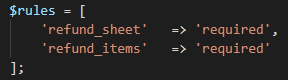 $rules = [
    'refund_sheet'   => 'required',
    'refund_items'   => 'required'
];